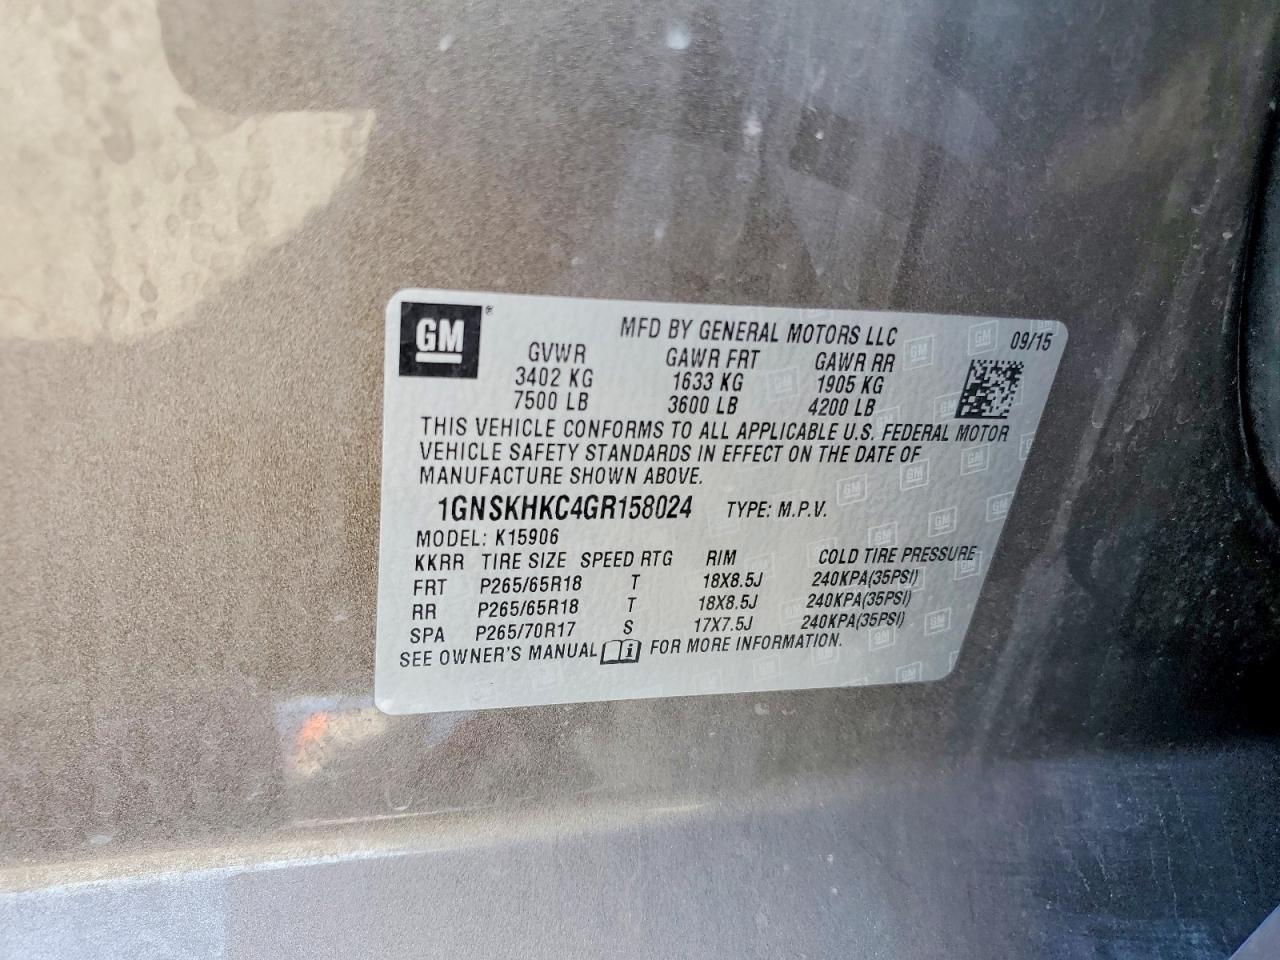 GM®
MFD BY GENERAL MOTORS LLC 09/15
GVWR GAWR FRT GAWR RR
3402 KG 1633 KG 1905 KG
7500 LB 3600 LB 4200 LB
THIS VEHICLE CONFORMS TO ALL APPLICABLE U.S. FEDERAL MOTOR
VEHICLE SAFETY STANDARDS IN EFFECT ON THE DATE OF
MANUFACTURE SHOWN ABOVE.
1GNSKHKC4GR158024 TYPE: M.P.V.
MODEL: K15906
KKRR TIRE SIZE SPEED RTG RIM COLD TIRE PRESSURE
FRT P265/65R18 T 18X8.5J 240KPA(35PSI)
RR P265/65R18 T 18X8.5J 240KPA(35PSI)
SPA P265/70R17 S 17X7.5J 240KPA(35PSI)
SEE OWNER'S MANUAL i FOR MORE INFORMATION.